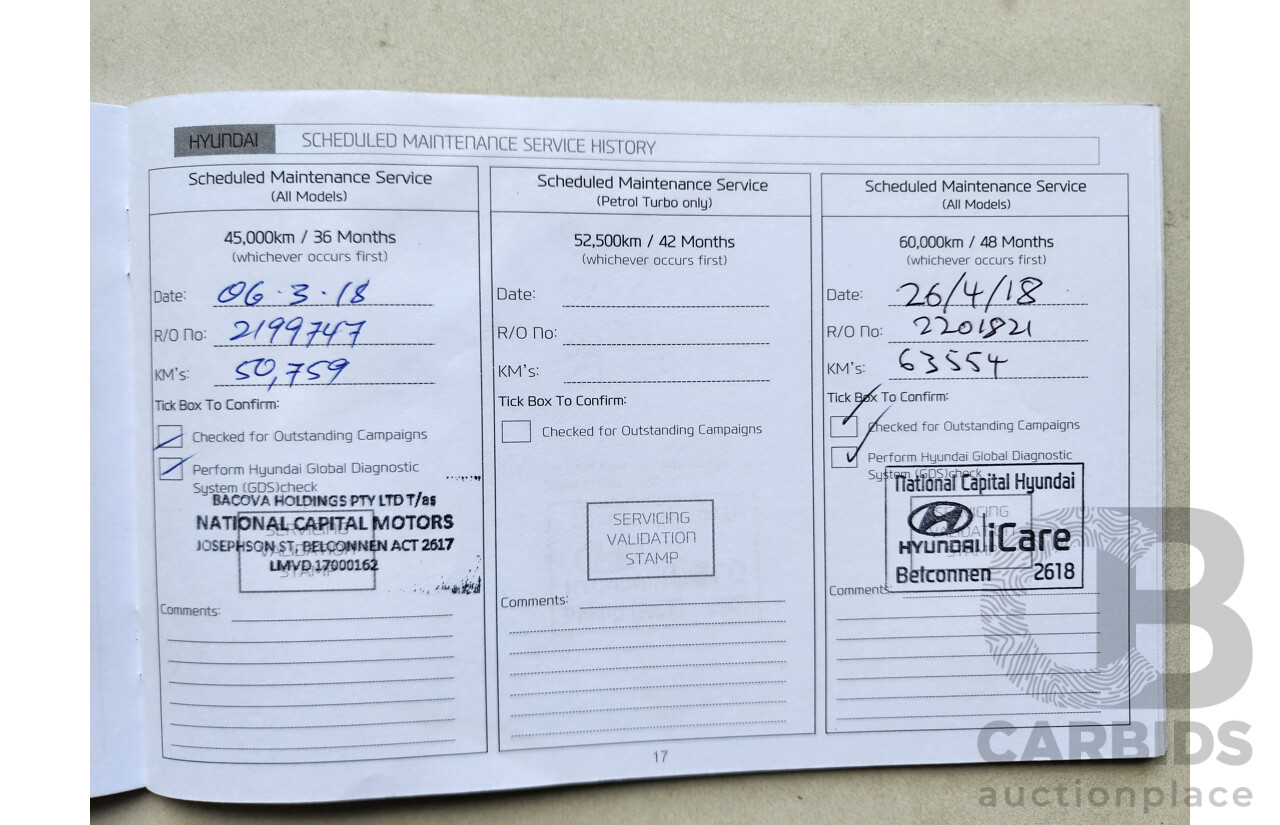 HYUNDAI SCHEDULED MAINTENANCE SERVICE HISTORY
Scheduled Maintenance Service
(All Models)
45,000km / 36 Months
(whichever occurs first)
Date: 06.3.18
R/O No: 2199747
KM's: 50,759
Tick Box To Confirm:
Checked for Outstanding Campaigns
Perform Hyundai Global Diagnostic
System (GDS)check
BACOVA HOLDINGS PTY LTD T/as
NATIONAL CAPITAL MOTORS
JOSEPHSON ST, BELCONNEN ACT 2617
LMVD 17000162
SERVICING
VALIDATION
STAMP
Comments:
Scheduled Maintenance Service
(Petrol Turbo only)
52,500km / 42 Months
(whichever occurs first)
Date:
R/O No:
KM's:
Tick Box To Confirm:
Checked for Outstanding Campaigns
SERVICING
VALIDATION
STAMP
Comments:
Scheduled Maintenance Service
(All Models)
60,000km / 48 Months
(whichever occurs first)
Date: 26/4/18
R/O No: 2201821
KM's: 63554
Tick Box To Confirm:
Checked for Outstanding Campaigns
Perform Hyundai Global Diagnostic
System (GDS)check
National Capital Hyundai
HYUNDAI iCare
Belconnen 2618
Comments:
17
CARBIDS
auctionplace